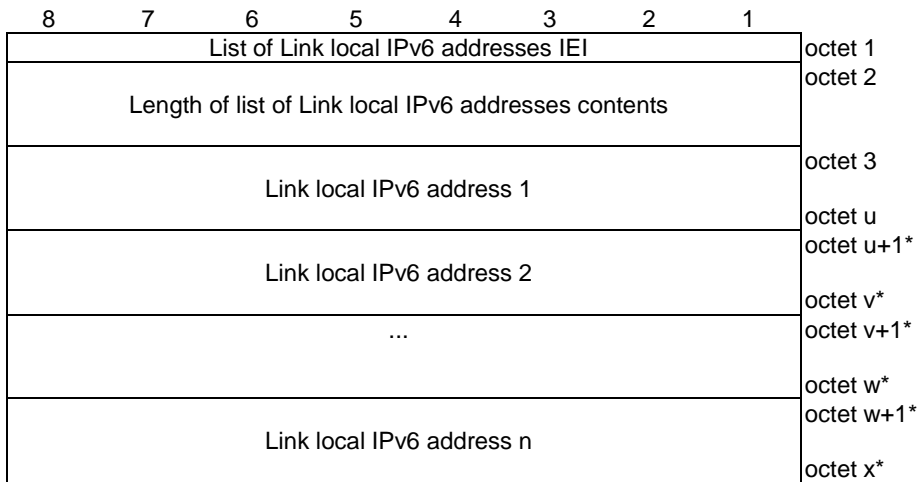 8 7 6 5 4 3 2 1
List of Link local IPv6 addresses IEI octet 1
octet 2
Length of list of Link local IPv6 addresses contents
octet 3
Link local IPv6 address 1
octet u
octet u+1*
Link local IPv6 address 2
octet v*
... octet v+1*
octet w*
octet w+1*
Link local IPv6 address n
octet x*